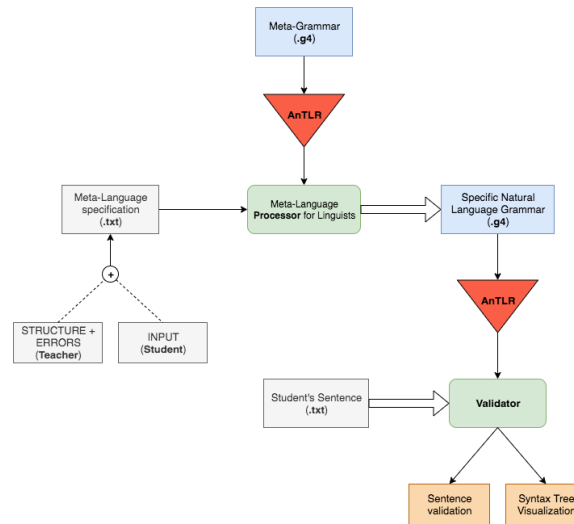 Meta-Grammar
(.g4)
AnTLR
Meta-Language
specification
(.txt)
Meta-Language
Processor for Linguists
Specific Natural
Language Grammar
(.g4)
+
AnTLR
STRUCTURE +
ERRORS
(Teacher)
INPUT
(Student)
Student's Sentence
(.txt)
Validator
Sentence
validation
Syntax Tree
Visualization